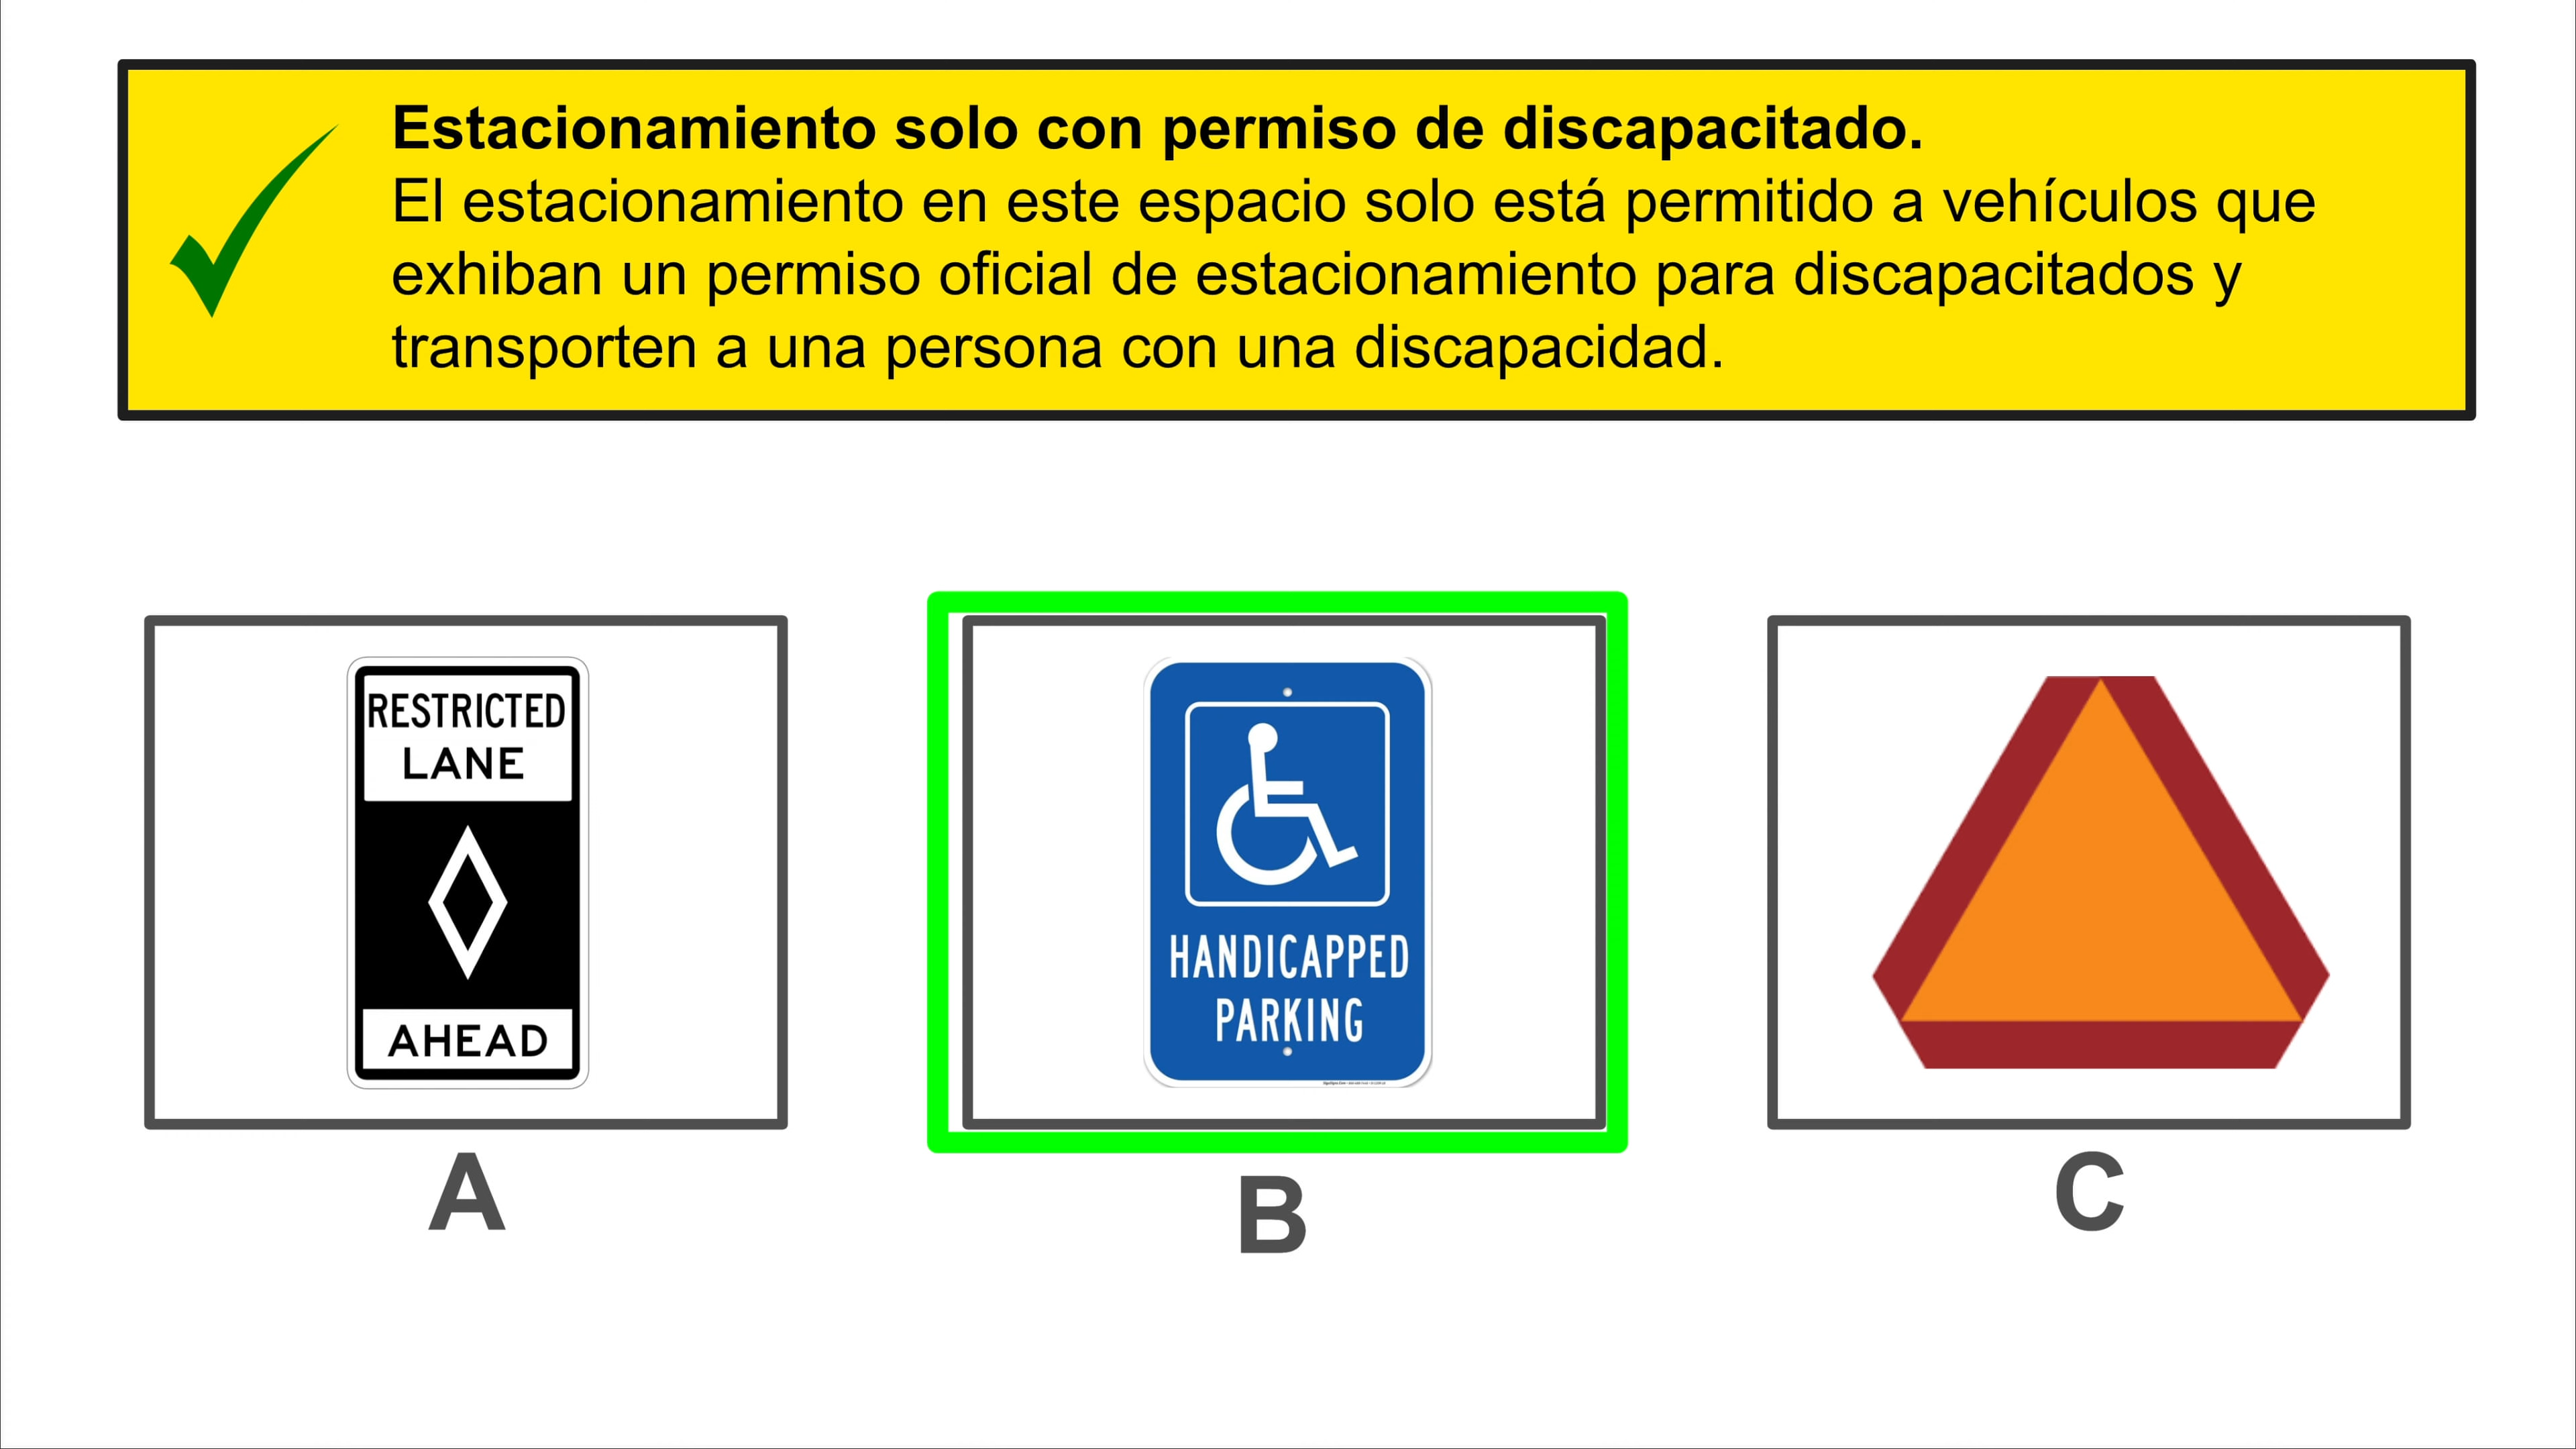 Estacionamiento solo con permiso de discapacitado.
El estacionamiento en este espacio solo está permitido a vehículos que
exhiban un permiso oficial de estacionamiento para discapacitados y
transporten a una persona con una discapacidad.
RESTRICTED
LANE
AHEAD
HANDICAPPED
PARKING
A
B
C